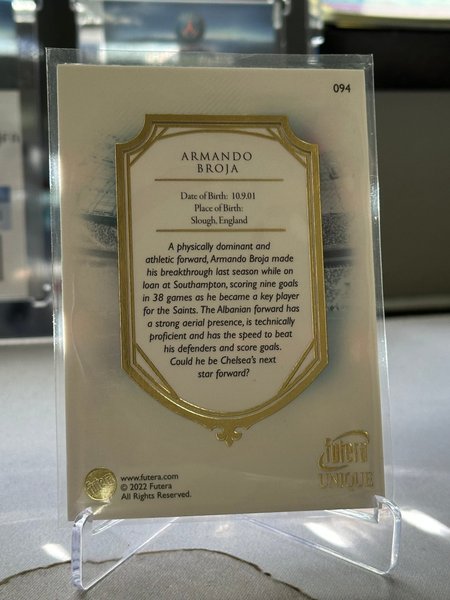 094
ARMANDO
BROJA
Date of Birth: 10.9.01
Place of Birth:
Slough, England
A physically dominant and
athletic forward, Armando Broja made
his breakthrough last season while on
loan at Southampton, scoring nine goals
in 38 games as he became a key player
for the Saints. The Albanian forward has
a strong aerial presence, is technically
proficient and has the speed to beat
his defenders and score goals.
Could he be Chelsea's next
star forward?
futera
UNIQUE
www.futera.com
© 2022 Futera
All Rights Reserved.